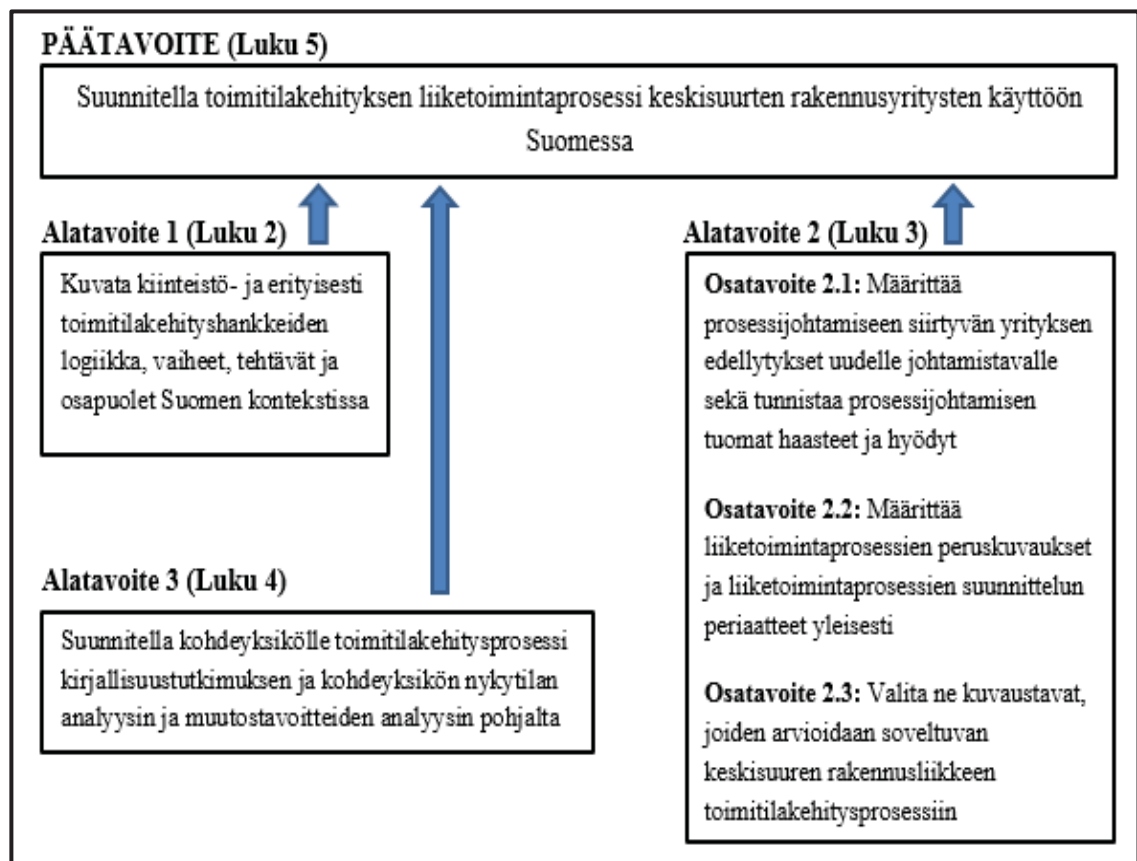 PÄÄTAVOITE (Luku 5)
Suunnitella toimitilakehityksen liiketoimintaprosessi keskisuurten rakennusyritysten käyttöön
Suomessa
Alatavoite 1 (Luku 2)
Kuvata kiinteistö- ja erityisesti
toimitilakehityshankkeiden
logiikka, vaiheet, tehtävät ja
osapuolet Suomen kontekstissa
Alatavoite 3 (Luku 4)
Suunnitella kohdeyksikölle toimitilakehitysprosessi
kirjallisuustutkimuksen ja kohdeyksikön nykytilan
analyysin ja muutostavoitteiden analyysin pohjalta
Alatavoite 2 (Luku 3)
Osatavoite 2.1: Määrittää
prosessijohtamiseen siirtyvän yrityksen
edellytykset uudelle johtamistavalle
sekä tunnistaa prosessijohtamisen
tuomat haasteet ja hyödyt
Osatavoite 2.2: Määrittää
liiketoimintaprosessien peruskuvaukset
ja liiketoimintaprosessien suunnittelun
periaatteet yleisesti
Osatavoite 2.3: Valita ne kuvaustavat,
joiden arvioidaan soveltuvan
keskisuuren rakennusliikkeen
toimitilakehitysprosessiin